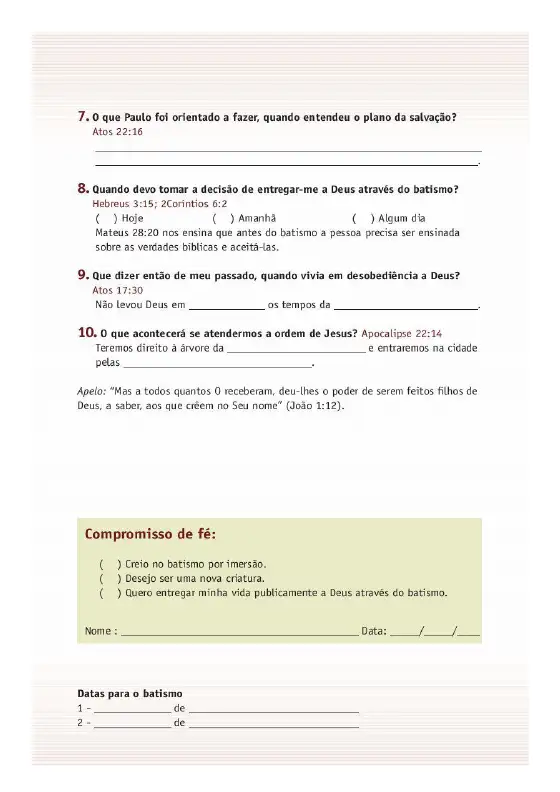 7. O que Paulo foi orientado a fazer, quando entendeu o plano da salvação?
Atos 22:16
____________________________________________
____________________________________________.
8. Quando devo tomar a decisão de entregar-me a Deus através do batismo?
Hebreus 3:15; 2Coríntios 6:2
( ) Hoje ( ) Amanhã ( ) Algum dia
Mateus 28:20 nos ensina que antes do batismo a pessoa precisa ser ensinada
sobre as verdades bíblicas e aceitá-las.
9. Que dizer então de meu passado, quando vivia em desobediência a Deus?
Atos 17:30
Não levou Deus em ______________ os tempos da __________________________.
10. O que acontecerá se atendermos a ordem de Jesus? Apocalipse 22:14
Teremos direito à árvore da _________________________ e entraremos na cidade
pelas __________________________________.
Apelo: "Mas a todos quantos O receberam, deu-lhes o poder de serem feitos filhos de
Deus, a saber, aos que crêem no Seu nome" (João 1:12).
Compromisso de fé:
( ) Creio no batismo por imersão.
( ) Desejo ser uma nova criatura.
( ) Quero entregar minha vida publicamente a Deus através do batismo.
Nome : ___________________________________________ Data: _____/_____/____
Datas para o batismo
1 - ______________ de ______________________________
2 - ______________ de ______________________________